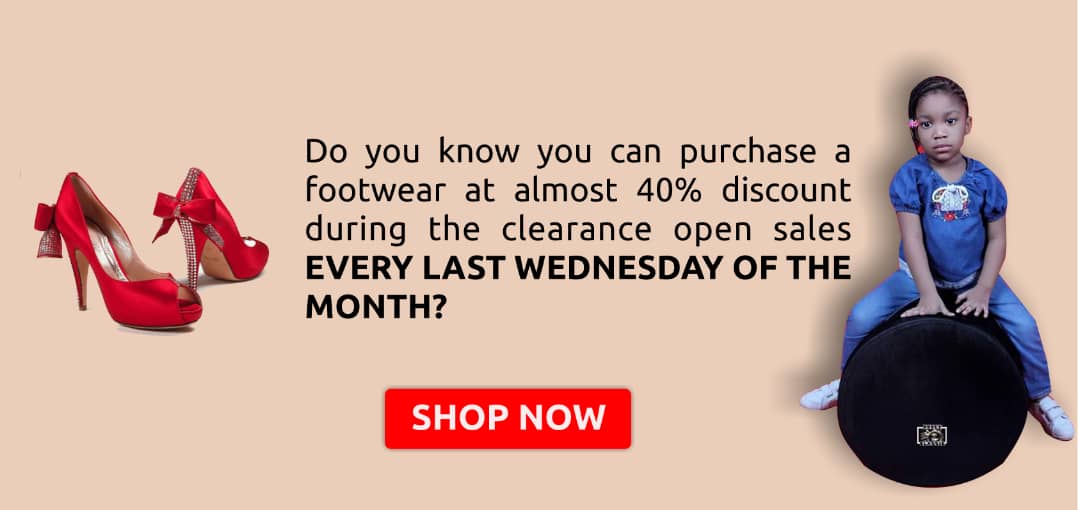 Do you know you can purchase a
footwear at almost 40% discount
during the clearance open sales
EVERY LAST WEDNESDAY OF THE
MONTH?
SHOP NOW